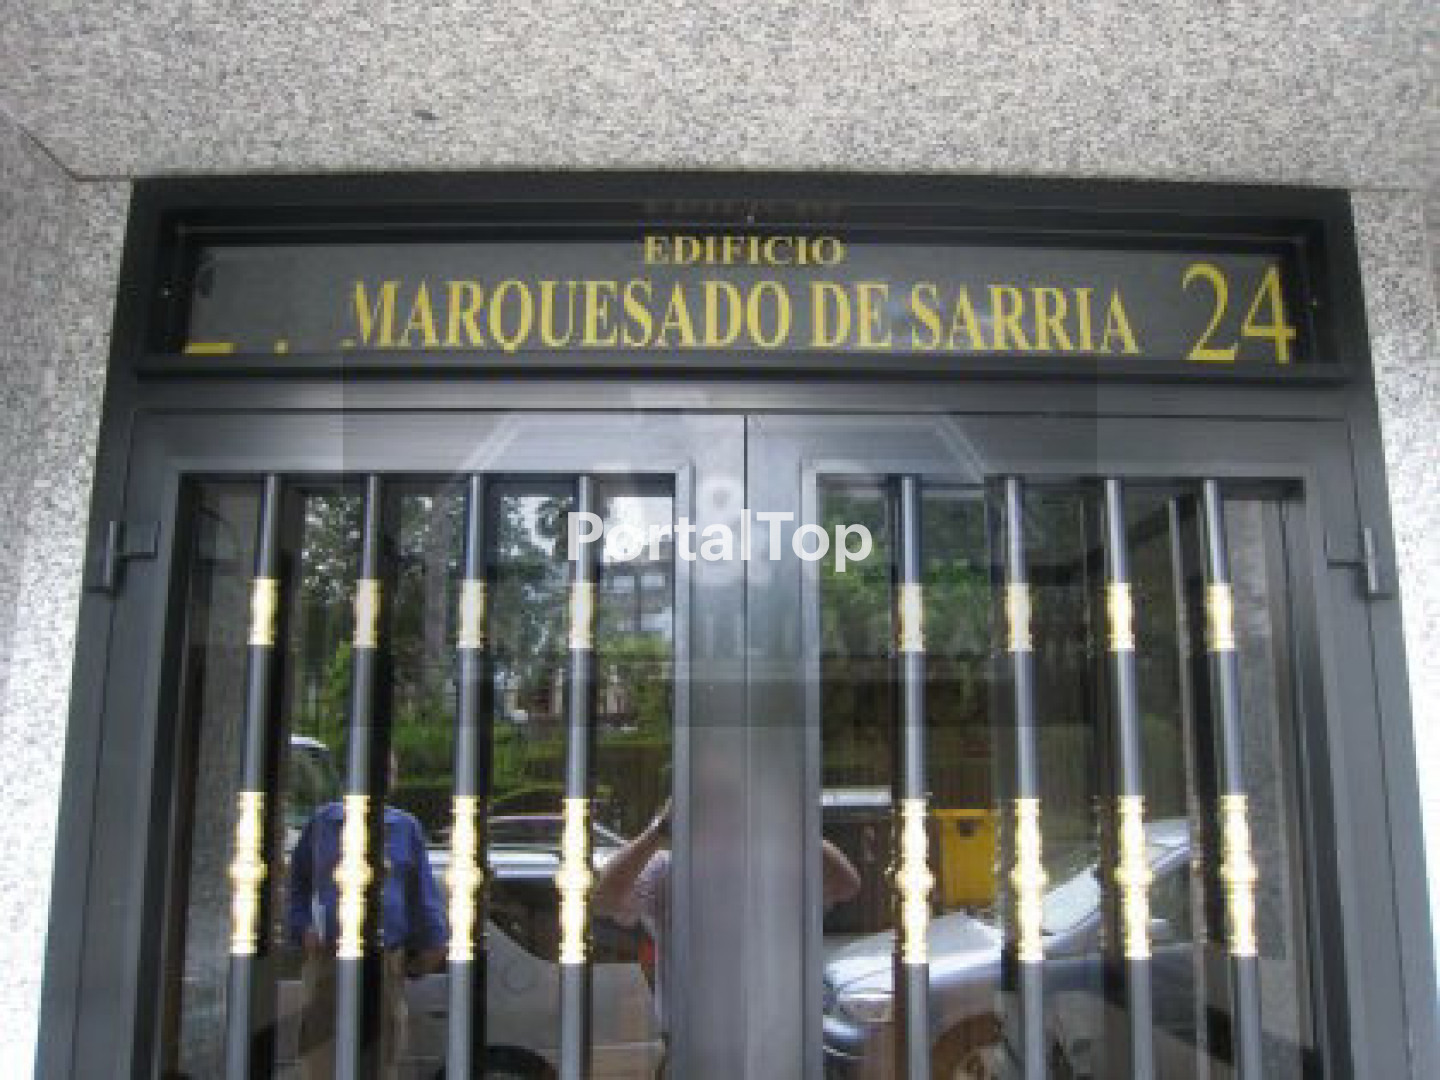 EDIFICIO
MARQUESADO DE SARRIA 24
PortalTop